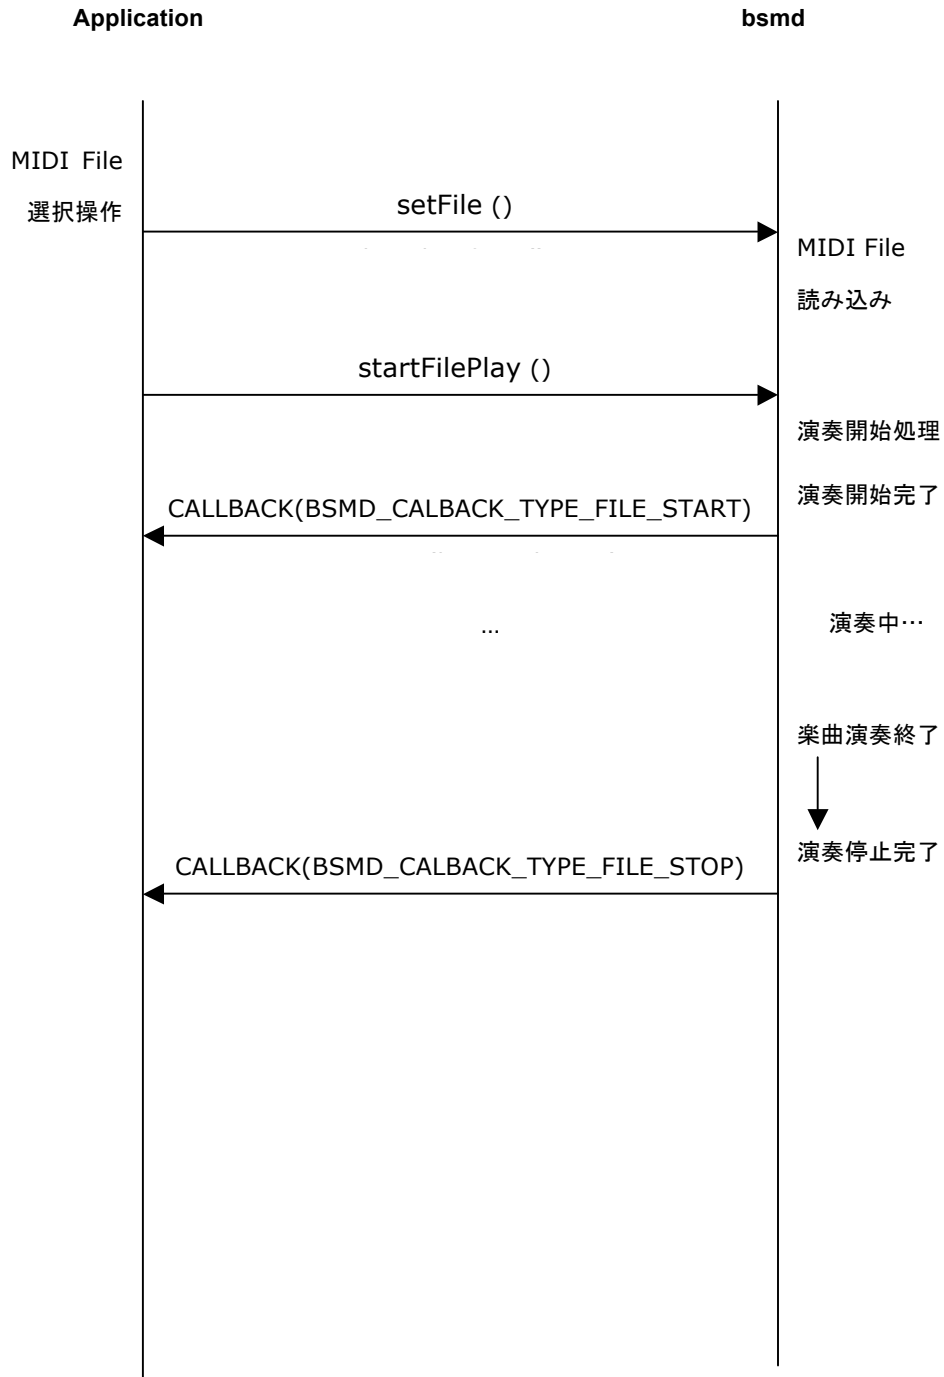 Application
bsmd
MIDI File
選択操作
setFile ()
MIDI File
読み込み
startFilePlay ()
演奏開始処理
演奏開始完了
CALLBACK(BSMD_CALBACK_TYPE_FILE_START)
...
演奏中…
楽曲演奏終了
演奏停止完了
CALLBACK(BSMD_CALBACK_TYPE_FILE_STOP)